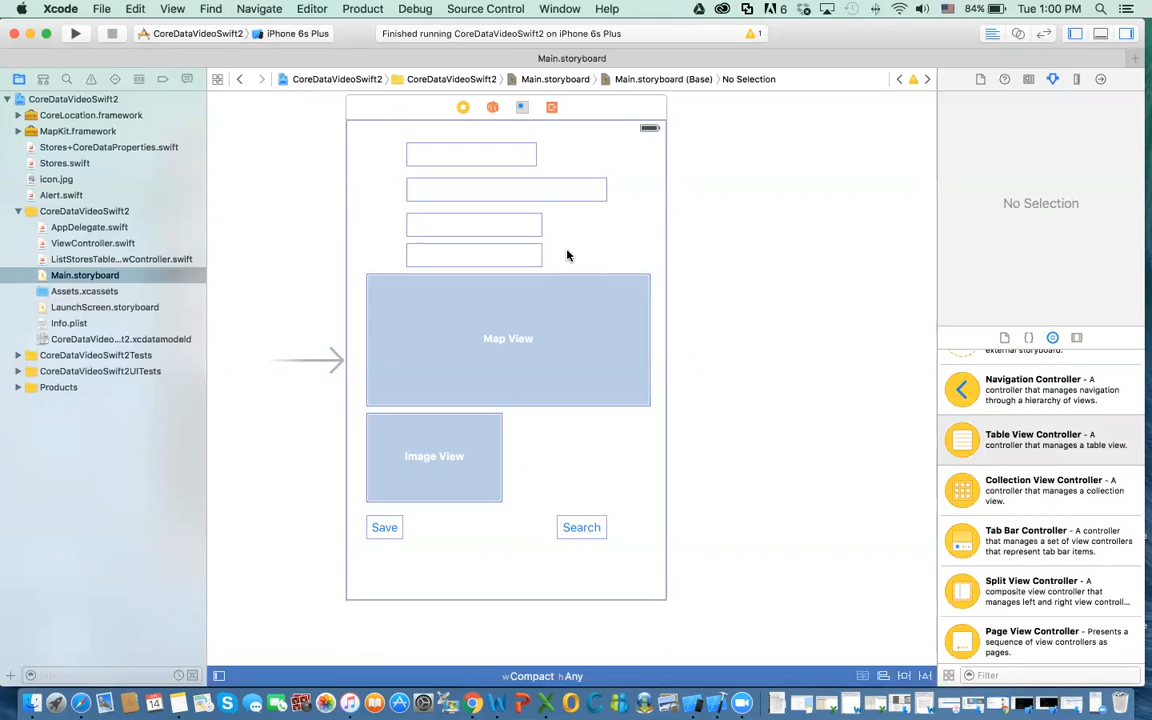 Xcode File Edit View Find Navigate Editor Product Debug Source Control Window Help 6 84% Tue 1:00 PM
CoreDataVideoSwift2 iPhone 6s Plus Finished running CoreDataVideoSwift2 on iPhone 6s Plus 1
Main.storyboard
CoreDataVideoSwift2 CoreDataVideoSwift2 Main.storyboard Main.storyboard (Base) No Selection
CoreDataVideoSwift2
CoreLocation.framework
MapKit.framework
Stores+CoreDataProperties.swift
Stores.swift
icon.jpg
Alert.swift
CoreDataVideoSwift2
AppDelegate.swift
ViewController.swift
ListStoresTable...wController.swift
Main.storyboard
Assets.xcassets
LaunchScreen.storyboard
Info.plist
CoreDataVideo...t2.xcdatamodeld
CoreDataVideoSwift2Tests
CoreDataVideoSwift2UITests
Products
Map View
Image View
Save
Search
wCompact hAny
No Selection
external storyboard.
Navigation Controller - A
controller that manages navigation
through a hierarchy of views.
Table View Controller - A
controller that manages a table view.
Collection View Controller - A
controller that manages a collection
view.
Tab Bar Controller - A controller
that manages a set of view controllers
that represent tab bar items.
Split View Controller - A
composite view controller that
manages left and right view controll...
Page View Controller - Presents a
sequence of view controllers as
pages.
Filter